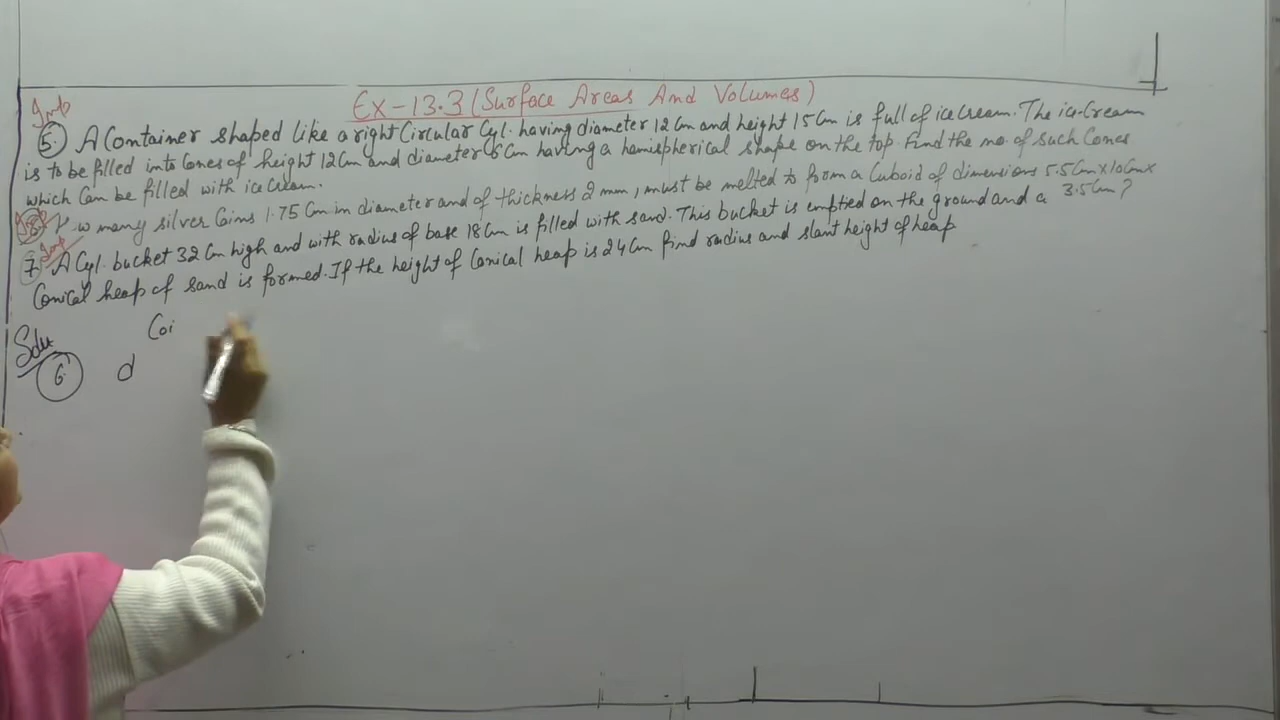 Ex-13.3 (Surface Areas And Volumes)
Imp
5. A Container shaped like a right Circular Cyl. having diameter 12 Cm and height 15 Cm is full of ice cream. The ice-Cream
is to be filled into Cones of height 12 Cm and diameter 6 Cm having a hemispherical shape on the top. Find the no. of such Cones
which Can be filled with ice cream.
w many silver Coins 1.75 Cm in diameter and of thickness 2 mm, must be melted to form a Cuboid of dimensions 5.5 Cm x 10 Cm x
3.5 Cm?
Imp
7. A Cyl. bucket 32 Cm high and with radius of base 18 Cm is filled with sand. This bucket is emptied on the ground and a
Conical heap of sand is formed. If the height of Conical heap is 24 Cm find radius and slant height of heap
Solu
Coi
6 d